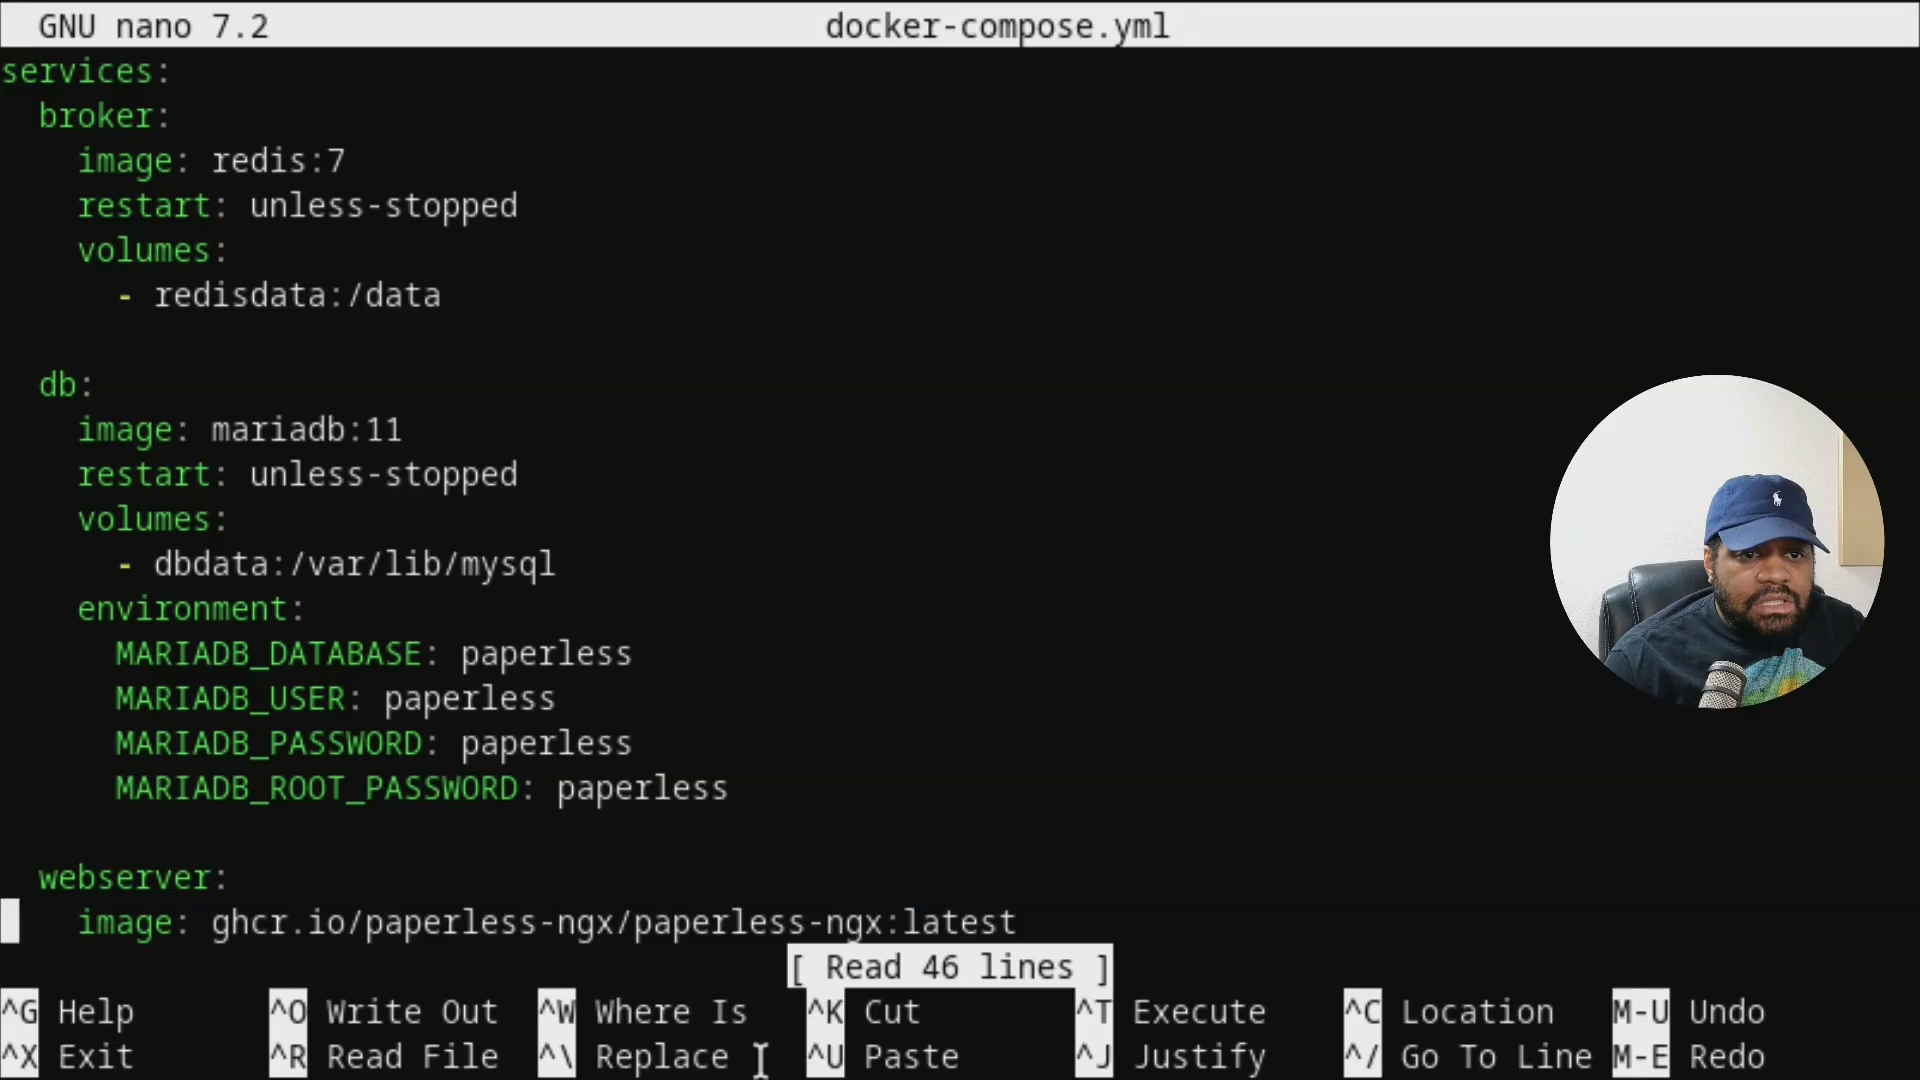 GNU nano 7.2 docker-compose.yml
services:
  broker:
    image: redis:7
    restart: unless-stopped
    volumes:
      - redisdata:/data

  db:
    image: mariadb:11
    restart: unless-stopped
    volumes:
      - dbdata:/var/lib/mysql
    environment:
      MARIADB_DATABASE: paperless
      MARIADB_USER: paperless
      MARIADB_PASSWORD: paperless
      MARIADB_ROOT_PASSWORD: paperless

  webserver:
    image: ghcr.io/paperless-ngx/paperless-ngx:latest
[ Read 46 lines ]
^G Help ^O Write Out ^W Where Is ^K Cut ^T Execute ^C Location M-U Undo
^X Exit ^R Read File ^\ Replace ^U Paste ^J Justify ^/ Go To Line M-E Redo